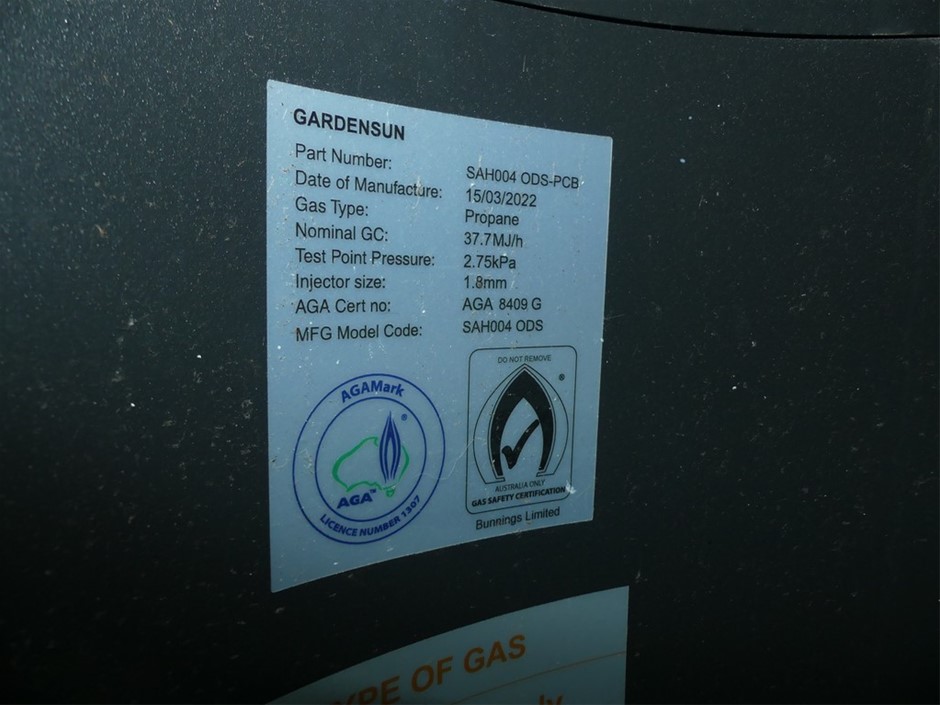 GARDENSUN
Part Number: SAH004 ODS-PCB
Date of Manufacture: 15/03/2022
Gas Type: Propane
Nominal GC: 37.7MJ/h
Test Point Pressure: 2.75kPa
Injector size: 1.8mm
AGA Cert no: AGA 8409 G
MFG Model Code: SAH004 ODS
AGAMark
®
AGA™
LICENCE NUMBER 1307
DO NOT REMOVE
®
AUSTRALIA ONLY
GAS SAFETY CERTIFICATION
Bunnings Limited
OF GAS